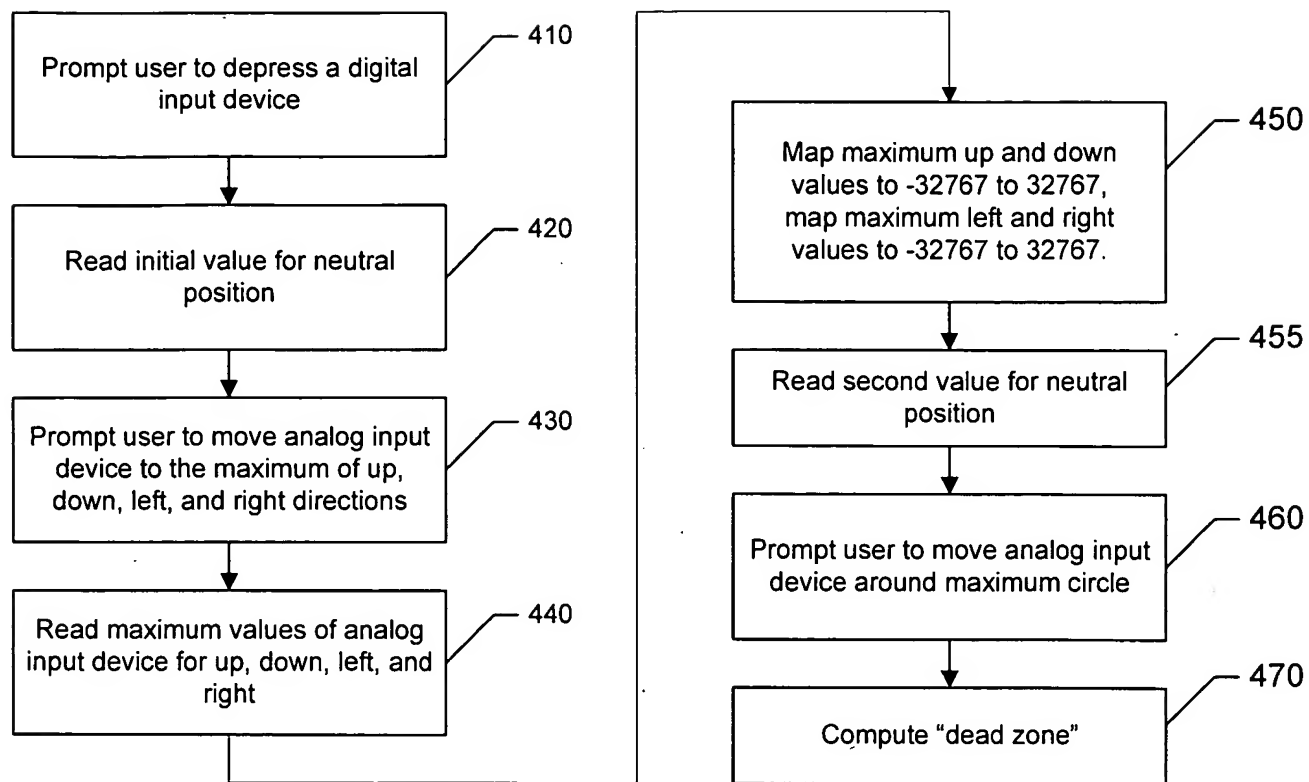 Prompt user to depress a digital
input device
410
Read initial value for neutral
position
420
Prompt user to move analog input
device to the maximum of up,
down, left, and right directions
430
Read maximum values of analog
input device for up, down, left, and
right
440
Map maximum up and down
values to -32767 to 32767,
map maximum left and right
values to -32767 to 32767.
450
Read second value for neutral
position
455
Prompt user to move analog input
device around maximum circle
460
Compute “dead zone”
470